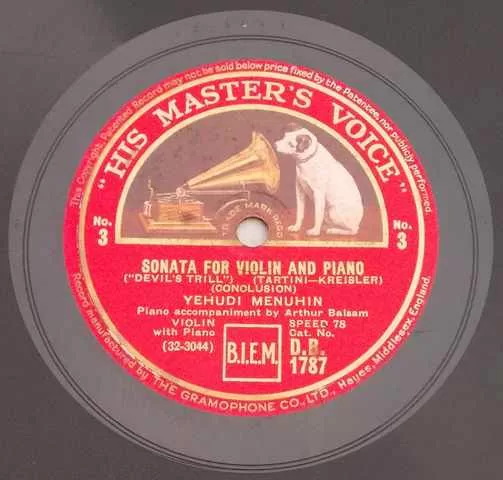 This Copyright Patented Record may not be sold below price fixed by the Patentee, nor publicly performed.
"HIS MASTER'S VOICE"
TRADE MARK REGD
No. 3
No. 3
SONATA FOR VIOLIN AND PIANO
("DEVIL'S TRILL") (TARTINI—KREISLER)
(CONCLUSION)
YEHUDI MENUHIN
Piano accompaniment by Arthur Balsam
VIOLIN SPEED 78
with Piano Cat. No.
(32-3044) B.I.E.M. D.B.
1787
Record manufactured by THE GRAMOPHONE CO., LTD., Hayes, Middlesex, England.